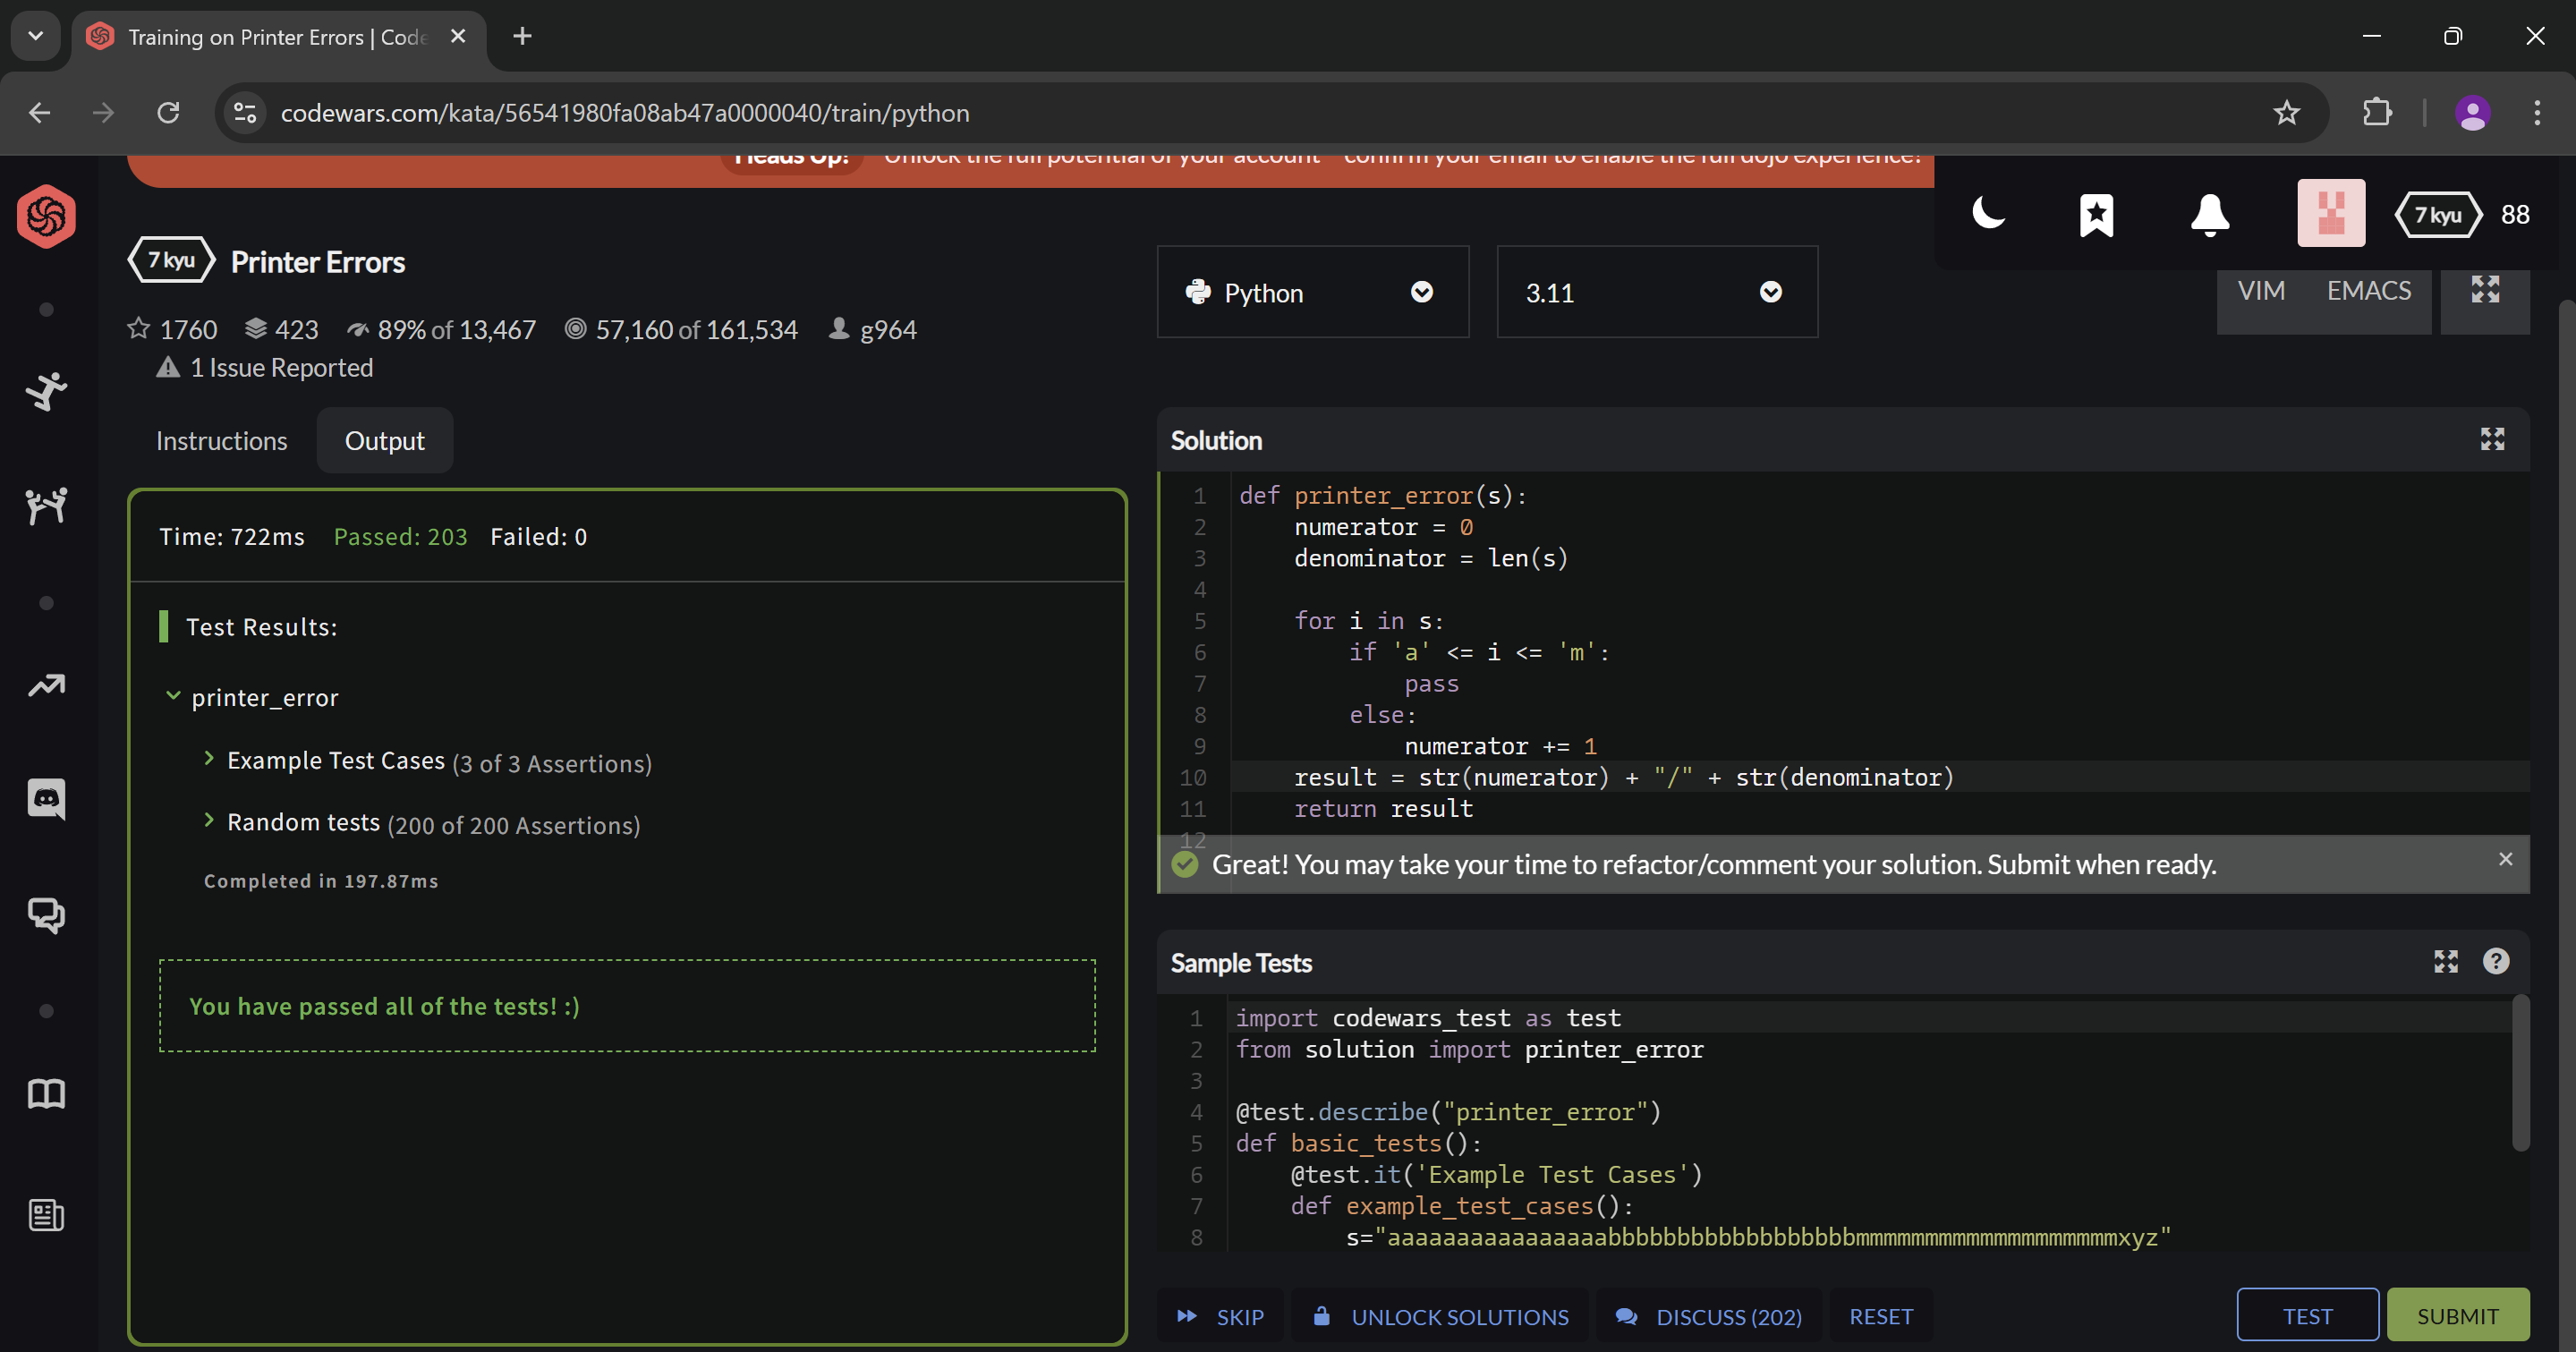 Training on Printer Errors | Code
codewars.com/kata/56541980fa08ab47a0000040/train/python
Heads Up! Unlock the full potential of your account confirm your email to enable the full dojo experience!
7 kyu 88
7 kyu Printer Errors
1760 423 89% of 13,467 57,160 of 161,534 g964
1 Issue Reported
Python 3.11 VIM EMACS
Instructions Output
Time: 722ms Passed: 203 Failed: 0
Test Results:
printer_error
Example Test Cases (3 of 3 Assertions)
Random tests (200 of 200 Assertions)
Completed in 197.87ms
You have passed all of the tests! :)
Solution
1 def printer_error(s):
2 numerator = 0
3 denominator = len(s)
4
5 for i in s:
6 if 'a' <= i <= 'm':
7 pass
8 else:
9 numerator += 1
10 result = str(numerator) + "/" + str(denominator)
11 return result
12
Great! You may take your time to refactor/comment your solution. Submit when ready.
Sample Tests
1 import codewars_test as test
2 from solution import printer_error
3
4 @test.describe("printer_error")
5 def basic_tests():
6 @test.it('Example Test Cases')
7 def example_test_cases():
8 s="aaaaaaaaaaaaaaaabbbbbbbbbbbbbbbbbbmmmmmmmmmmmmmmmmmmmxyz"
SKIP UNLOCK SOLUTIONS DISCUSS (202) RESET TEST SUBMIT